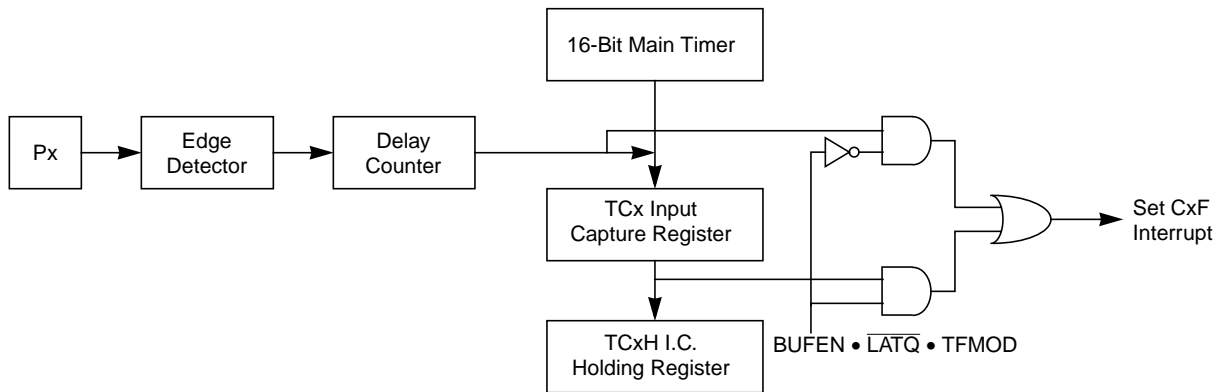 16-Bit Main Timer
Px
Edge
Detector
Delay
Counter
TCx Input
Capture Register
Set CxF
Interrupt
TCxH I.C.
Holding Register
BUFEN • L̅A̅T̅Q̅ • TFMOD